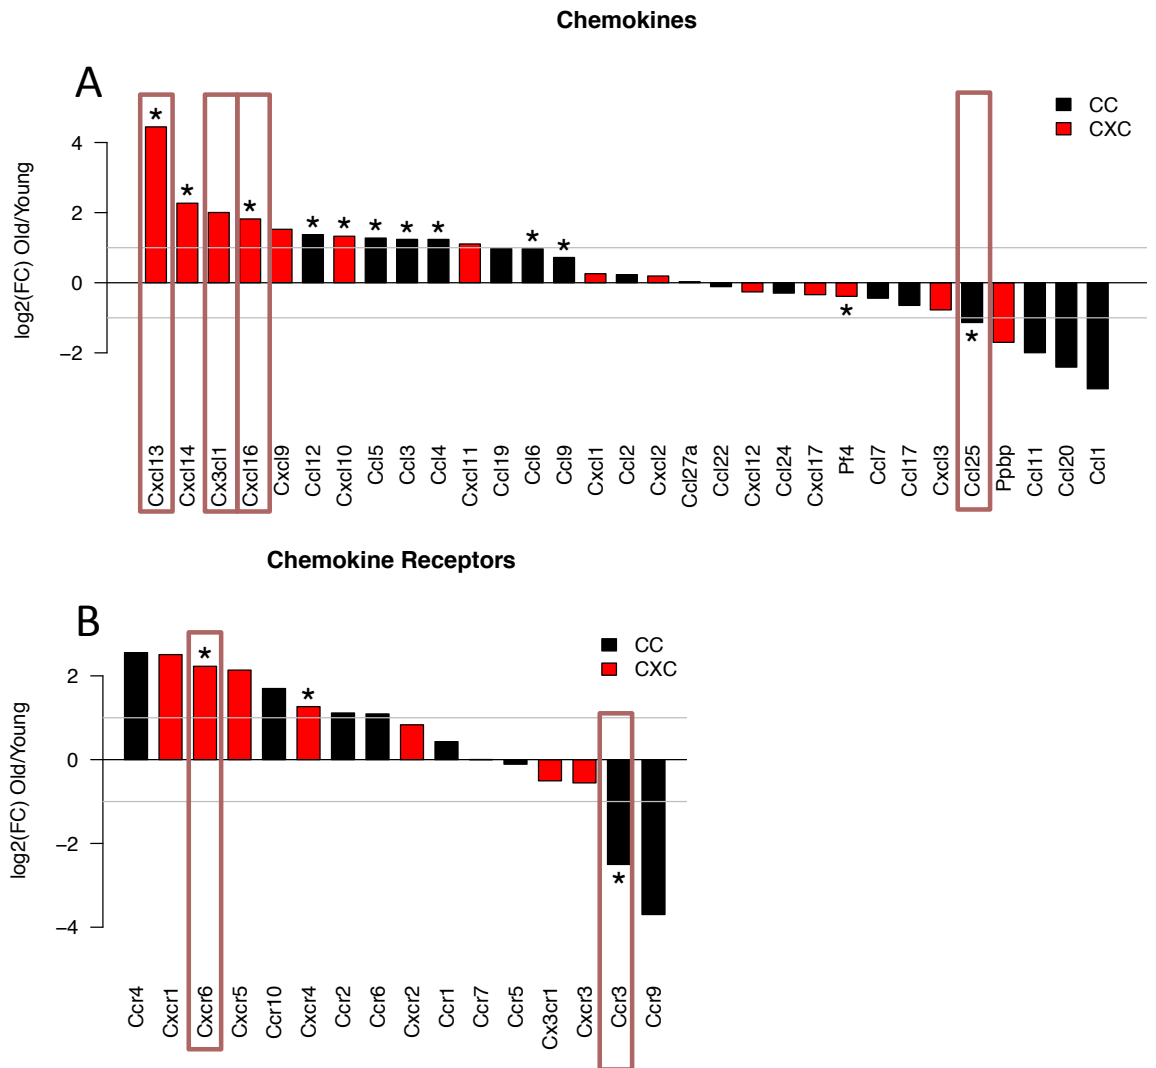 Chemokines
A
CC
CXC
log2(FC) Old/Young
4
2
0
−2
* * * * * * * * * * * *
Cxcl13 Cxcl14 Cx3cl1 Cxcl16 Cxcl9 Ccl12 Cxcl10 Ccl5 Ccl3 Ccl4 Cxcl11 Ccl19 Ccl6 Ccl9 Cxcl1 Ccl2 Cxcl2 Ccl27a Ccl22 Cxcl12 Ccl24 Cxcl17 Pf4 Ccl7 Ccl17 Cxcl3 Ccl25 Ppbp Ccl11 Ccl20 Ccl1
Chemokine Receptors
B
CC
CXC
log2(FC) Old/Young
2
0
−2
−4
* * *
Ccr4 Cxcr1 Cxcr6 Cxcr5 Ccr10 Cxcr4 Ccr2 Ccr6 Cxcr2 Ccr1 Ccr7 Ccr5 Cx3cr1 Cxcr3 Ccr3 Ccr9